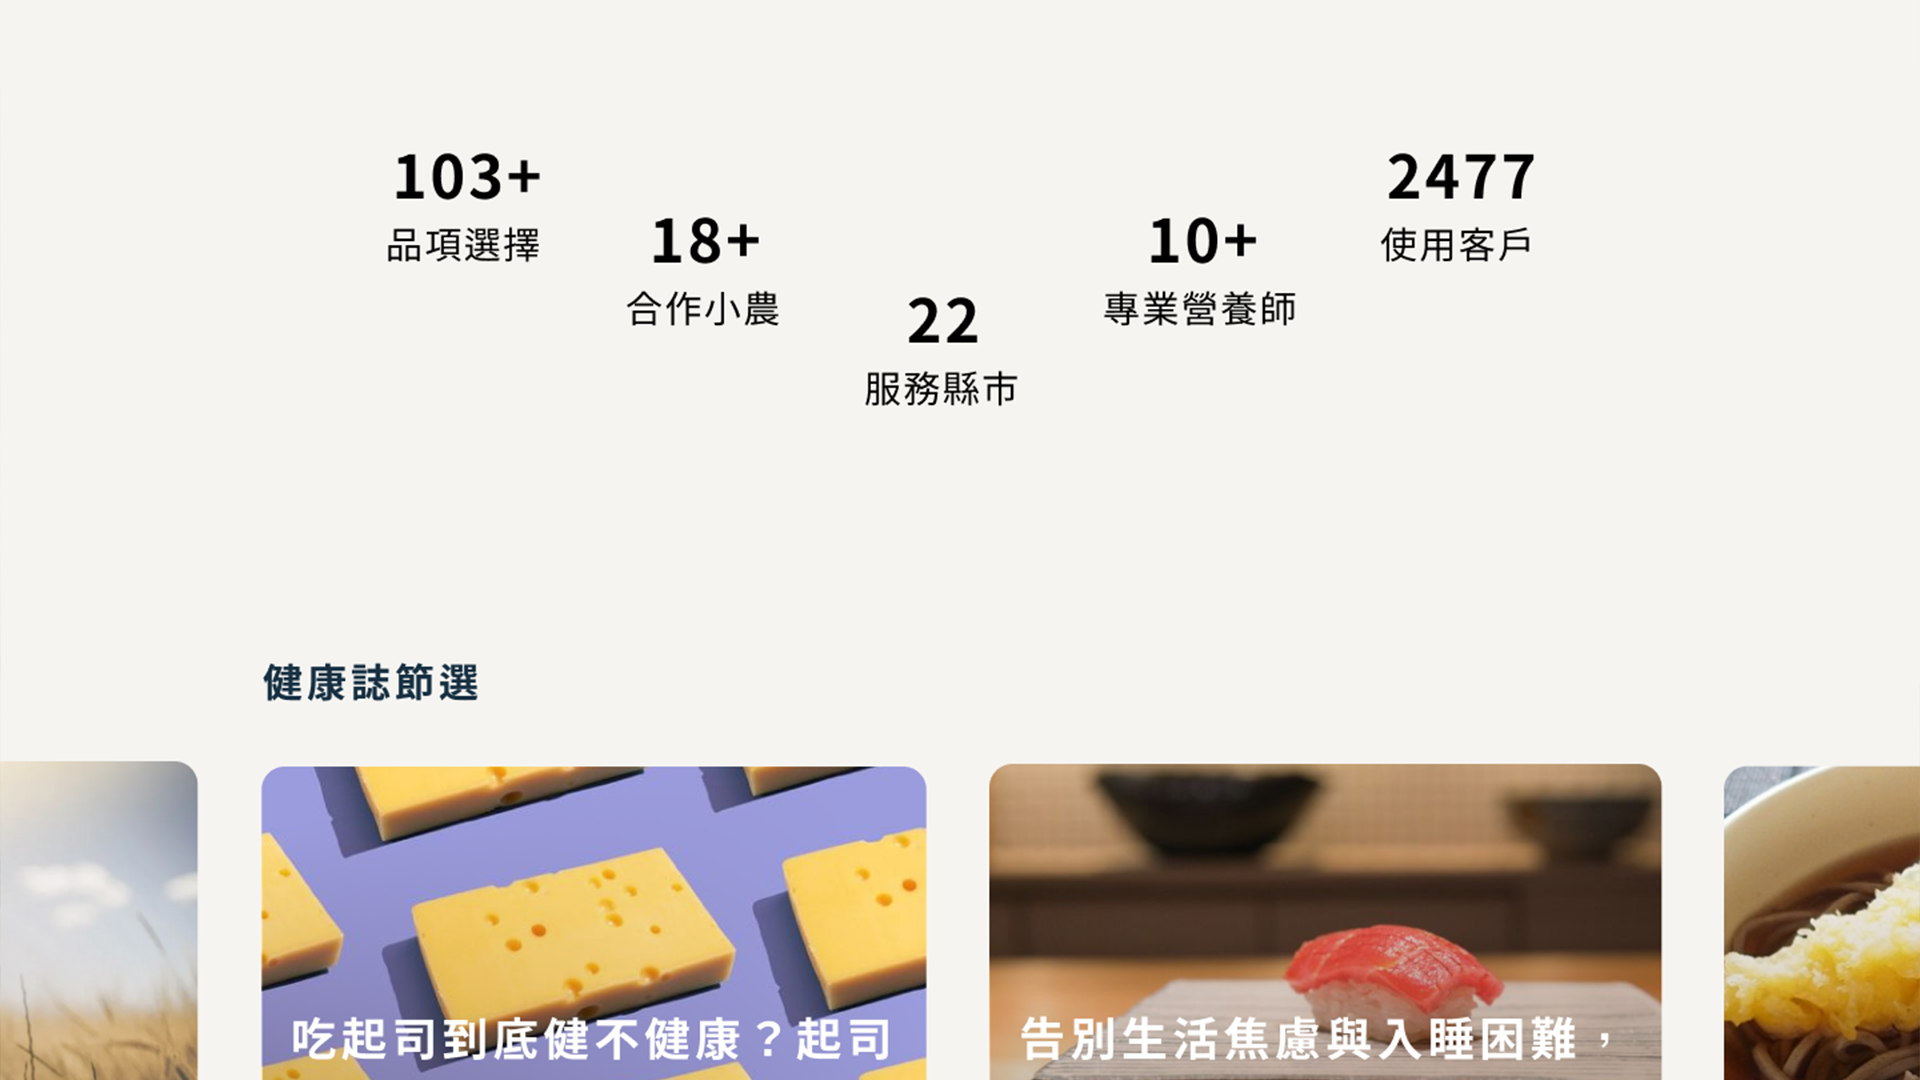 103+
品項選擇
18+
合作小農
22
服務縣市
10+
專業營養師
2477
使用客戶
健康誌節選
吃起司到底健不健康？起司
告別生活焦慮與入睡困難，